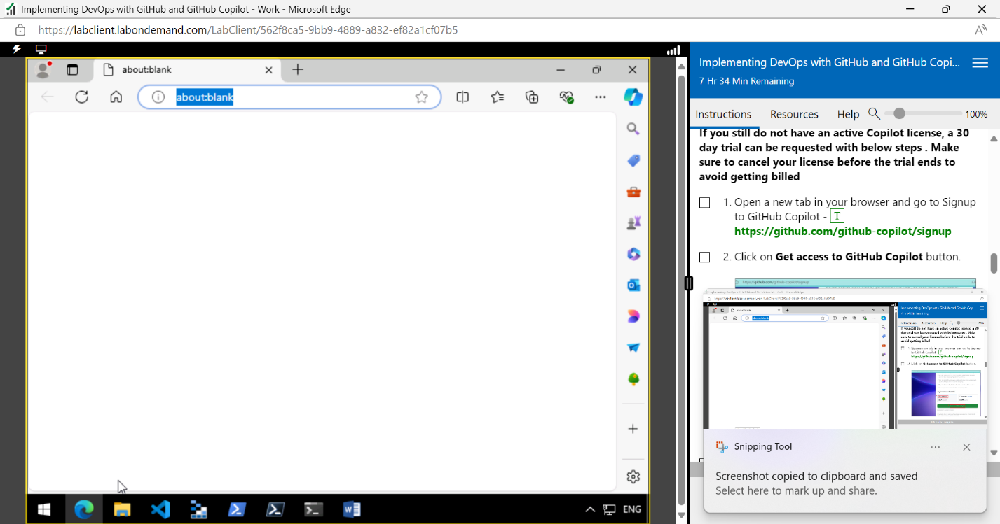 Implementing DevOps with GitHub and GitHub Copilot - Work - Microsoft Edge
https://labclient.labondemand.com/LabClient/562f8ca5-9bb9-4889-a832-ef82a1cf07b5
about:blank
about:blank
ENG
Implementing DevOps with GitHub and GitHub Copi...
7 Hr 34 Min Remaining
Instructions Resources Help 100%
If you still do not have an active Copilot license, a 30
day trial can be requested with below steps . Make
sure to cancel your license before the trial ends to
avoid getting billed
1. Open a new tab in your browser and go to Signup
to GitHub Copilot - T
https://github.com/github-copilot/signup
2. Click on Get access to GitHub Copilot button.
https://github.com/github-copilot/signup
Snipping Tool
Screenshot copied to clipboard and saved
Select here to mark up and share.